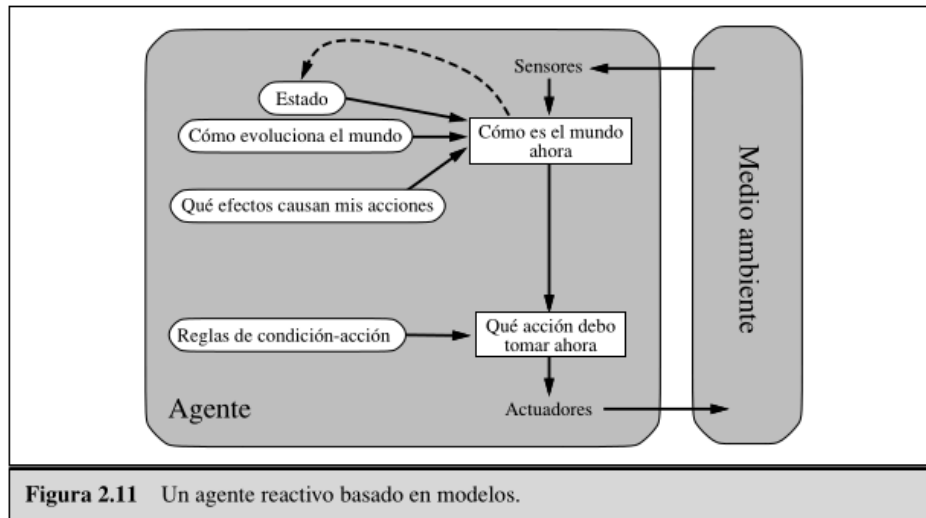 Sensores
Estado
Cómo evoluciona el mundo
Cómo es el mundo
ahora
Qué efectos causan mis acciones
Medio ambiente
Reglas de condición-acción
Qué acción debo
tomar ahora
Agente
Actuadores
Figura 2.11 Un agente reactivo basado en modelos.